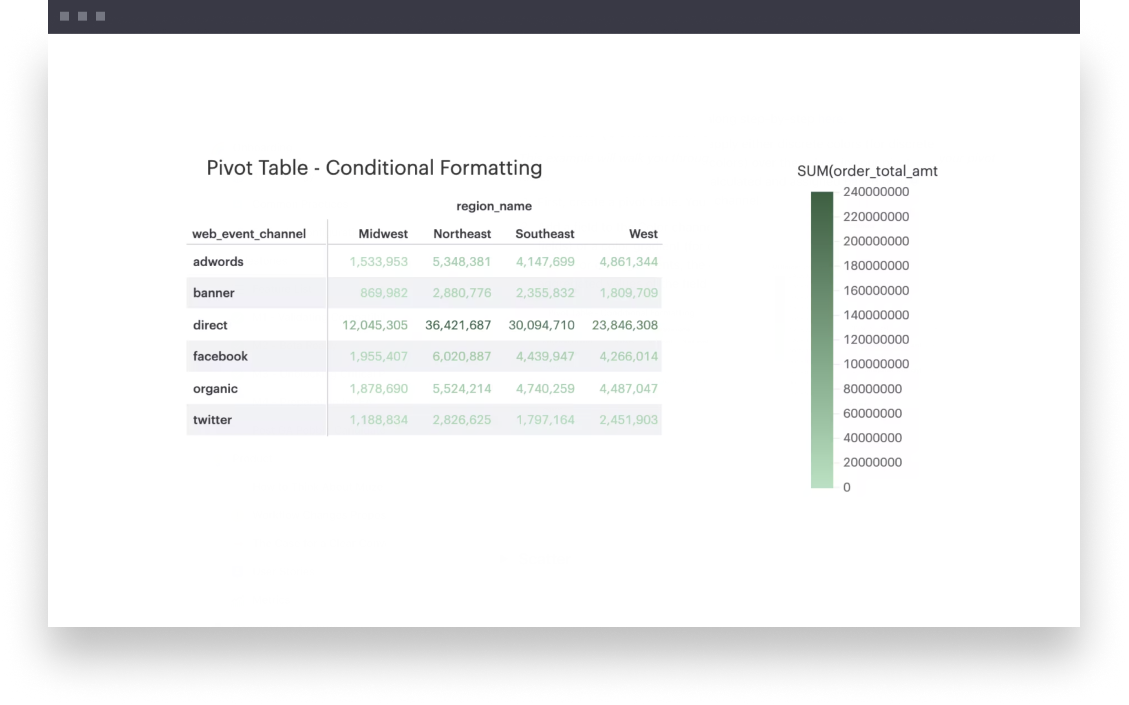 Pivot Table - Conditional Formatting
region_name
web_event_channel Midwest Northeast Southeast West
adwords 1,533,953 5,348,381 4,147,699 4,861,344
banner 869,982 2,880,776 2,355,832 1,809,709
direct 12,045,305 36,421,687 30,094,710 23,846,308
facebook 1,955,407 6,020,887 4,439,947 4,266,014
organic 1,878,690 5,524,214 4,740,259 4,487,047
twitter 1,188,834 2,826,625 1,797,164 2,451,903
SUM(order_total_amt
240000000
220000000
200000000
180000000
160000000
140000000
120000000
100000000
80000000
60000000
40000000
20000000
0